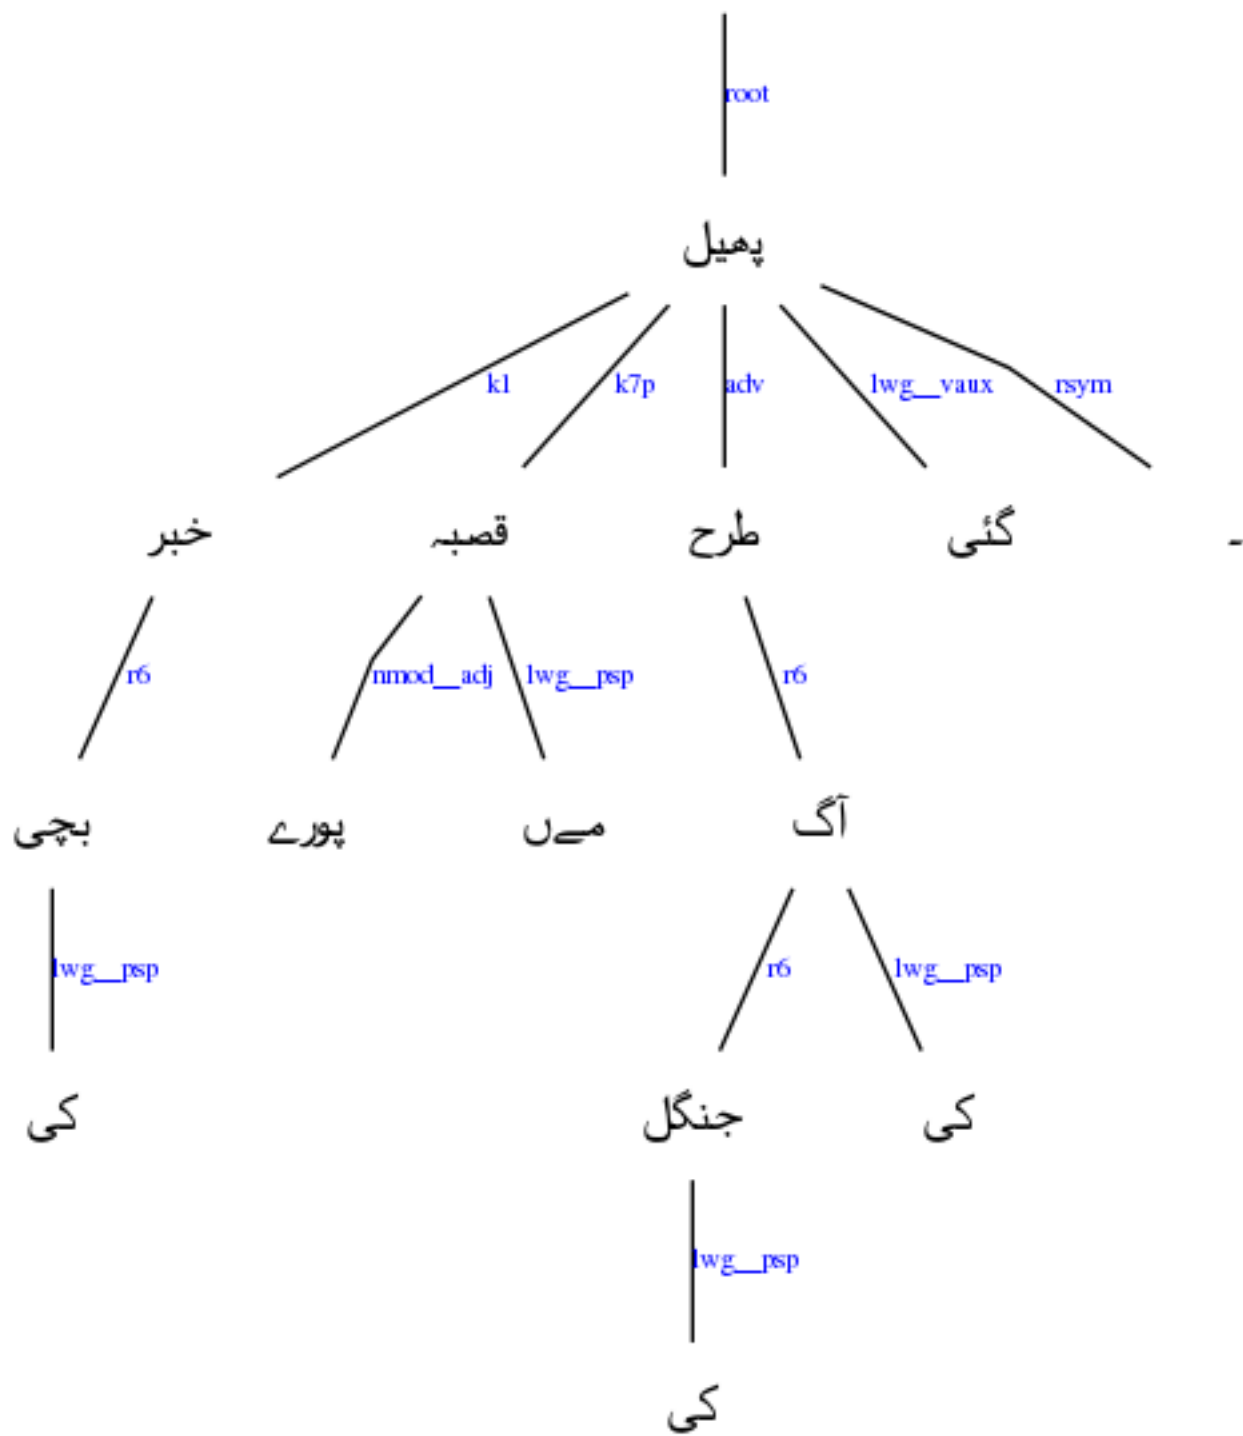 root
پھیل
k1 k7p adv lwg__vaux rsym
خبر قصبہ طرح گئی ۔
r6 nmod__adj lwg__psp r6
بچی پورے مےں آگ
lwg__psp r6 lwg__psp
کی جنگل کی
lwg__psp
کی